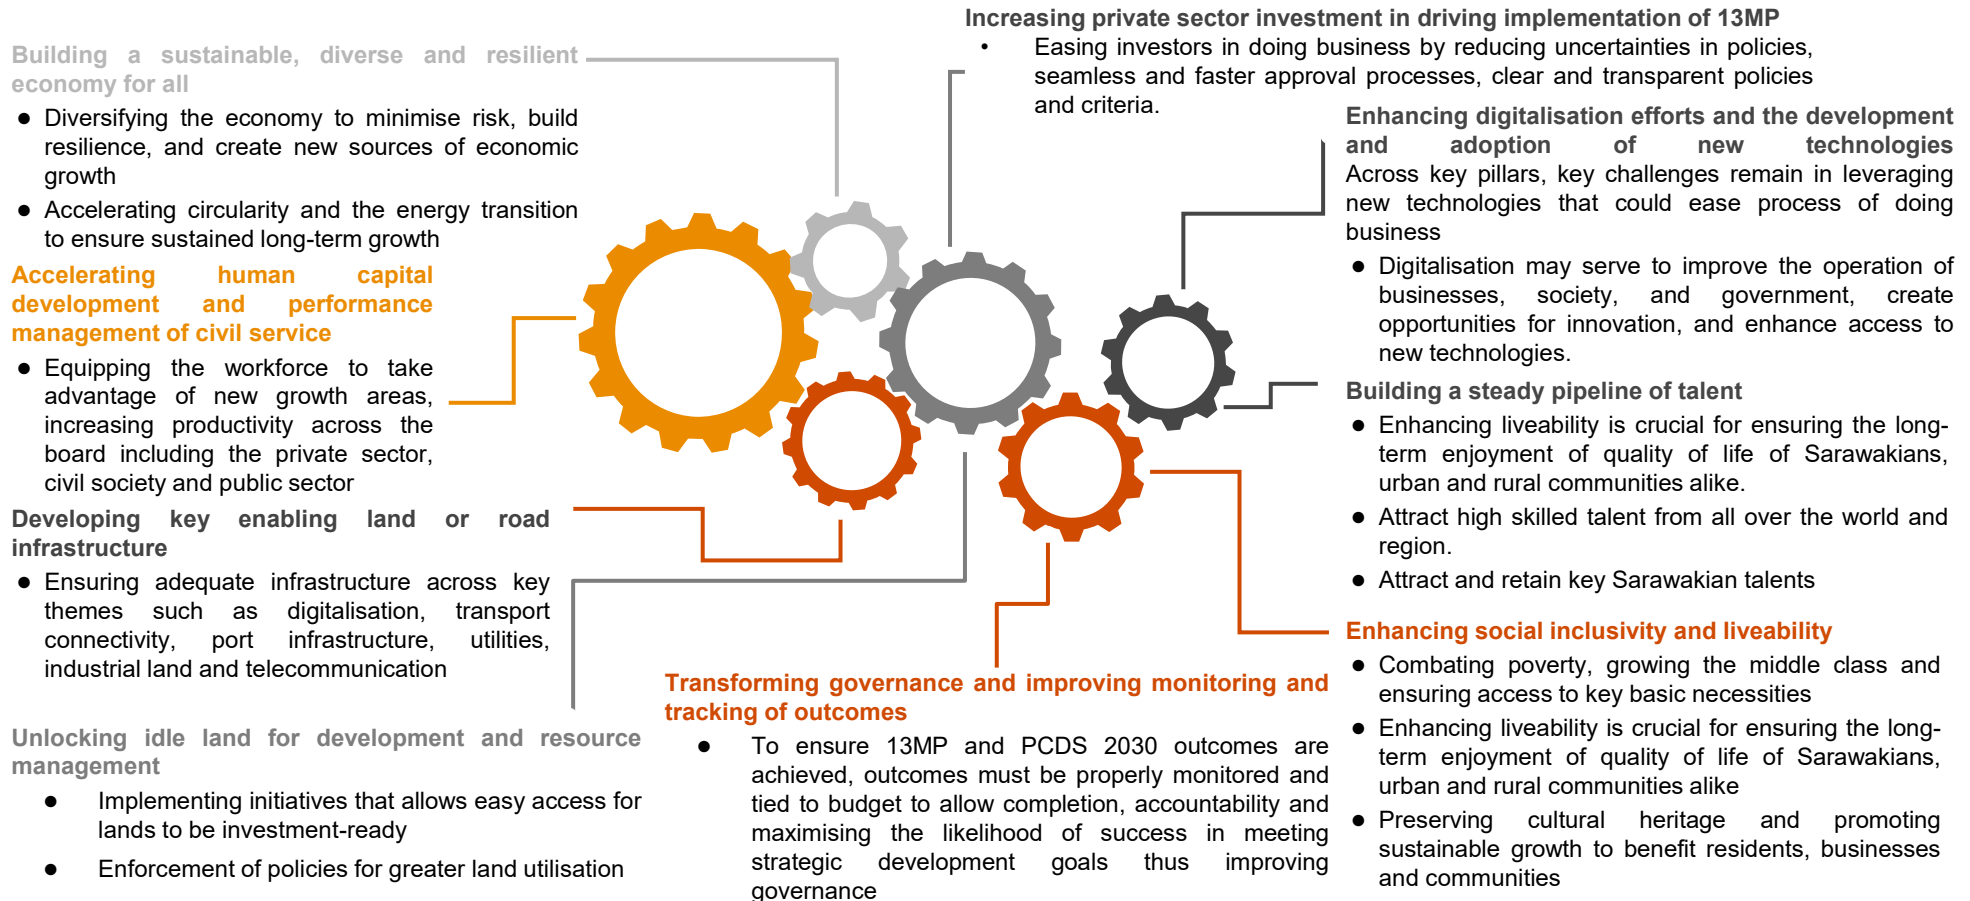 Building a sustainable, diverse and resilient
economy for all
● Diversifying the economy to minimise risk, build
resilience, and create new sources of economic
growth
● Accelerating circularity and the energy transition
to ensure sustained long-term growth
Accelerating human capital
development and performance
management of civil service
● Equipping the workforce to take
advantage of new growth areas,
increasing productivity across the
board including the private sector,
civil society and public sector
Developing key enabling land or road
infrastructure
● Ensuring adequate infrastructure across key
themes such as digitalisation, transport
connectivity, port infrastructure, utilities,
industrial land and telecommunication
Unlocking idle land for development and resource
management
● Implementing initiatives that allows easy access for
lands to be investment-ready
● Enforcement of policies for greater land utilisation
Transforming governance and improving monitoring and
tracking of outcomes
● To ensure 13MP and PCDS 2030 outcomes are
achieved, outcomes must be properly monitored and
tied to budget to allow completion, accountability and
maximising the likelihood of success in meeting
strategic development goals thus improving
governance
Increasing private sector investment in driving implementation of 13MP
• Easing investors in doing business by reducing uncertainties in policies,
seamless and faster approval processes, clear and transparent policies
and criteria.
Enhancing digitalisation efforts and the development
and adoption of new technologies
Across key pillars, key challenges remain in leveraging
new technologies that could ease process of doing
business
● Digitalisation may serve to improve the operation of
businesses, society, and government, create
opportunities for innovation, and enhance access to
new technologies.
Building a steady pipeline of talent
● Enhancing liveability is crucial for ensuring the long-
term enjoyment of quality of life of Sarawakians,
urban and rural communities alike.
● Attract high skilled talent from all over the world and
region.
● Attract and retain key Sarawakian talents
Enhancing social inclusivity and liveability
● Combating poverty, growing the middle class and
ensuring access to key basic necessities
● Enhancing liveability is crucial for ensuring the long-
term enjoyment of quality of life of Sarawakians,
urban and rural communities alike
● Preserving cultural heritage and promoting
sustainable growth to benefit residents, businesses
and communities